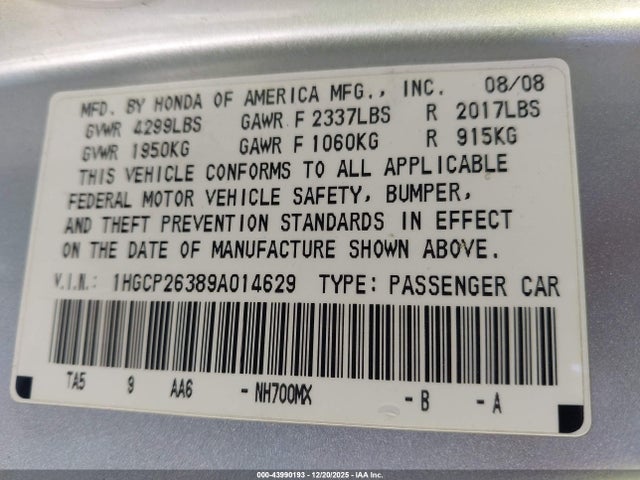 MFD. BY HONDA OF AMERICA MFG., INC. 08/08
GVWR 4299LBS GAWR F 2337LBS R 2017LBS
GVWR 1950KG GAWR F 1060KG R 915KG
THIS VEHICLE CONFORMS TO ALL APPLICABLE
FEDERAL MOTOR VEHICLE SAFETY, BUMPER,
AND THEFT PREVENTION STANDARDS IN EFFECT
ON THE DATE OF MANUFACTURE SHOWN ABOVE.
V.I.N.: 1HGCP26389A014629 TYPE: PASSENGER CAR
TA5 9 AA6 - NH700MX - B - A
000-43990193 - 12/20/2025 - IAA Inc.